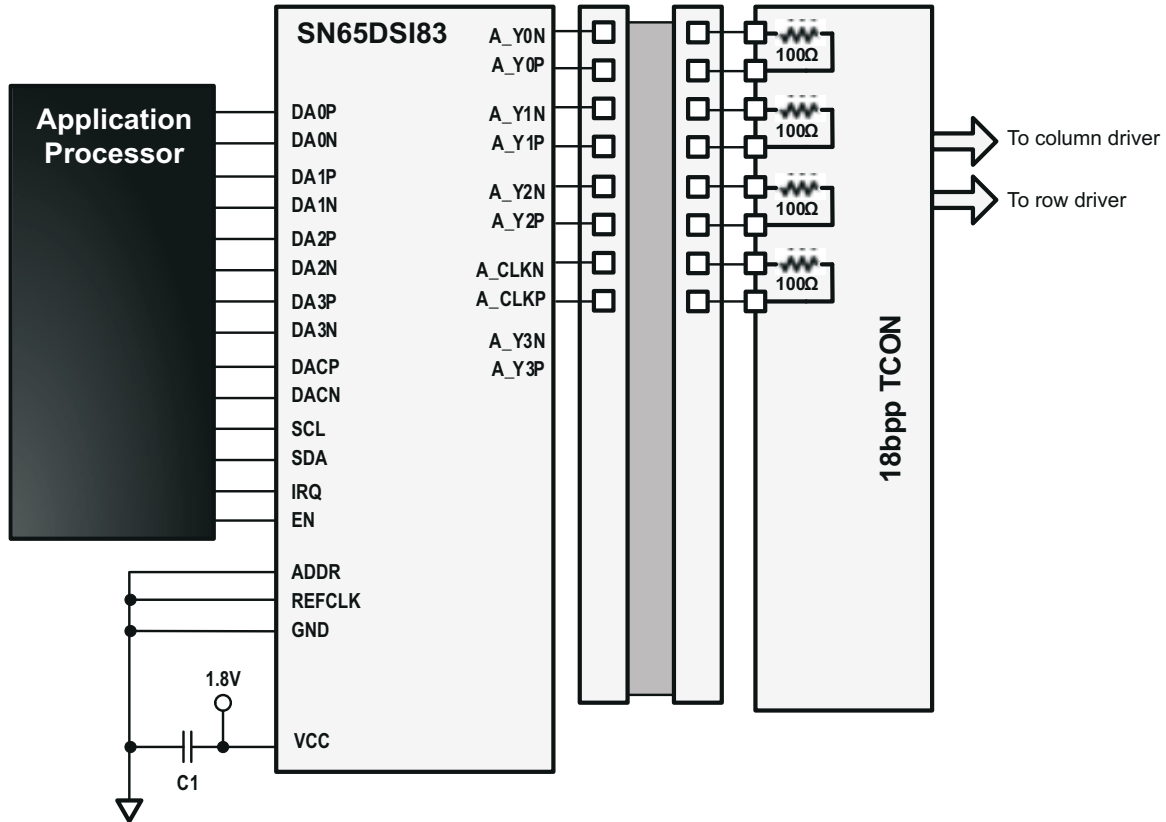 SN65DSI83
Application
Processor
DA0P
DA0N
DA1P
DA1N
DA2P
DA2N
DA3P
DA3N
DACP
DACN
SCL
SDA
IRQ
EN
ADDR
REFCLK
GND
1.8V
VCC
C1
A_Y0N
A_Y0P
A_Y1N
A_Y1P
A_Y2N
A_Y2P
A_CLKN
A_CLKP
A_Y3N
A_Y3P
100Ω
100Ω
100Ω
100Ω
18bpp TCON
To column driver
To row driver